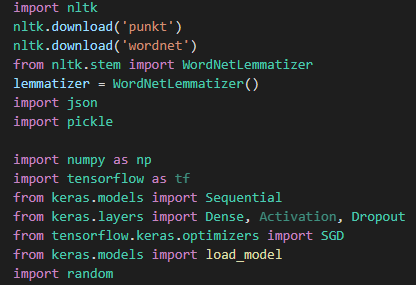 import nltk
nltk.download('punkt')
nltk.download('wordnet')
from nltk.stem import WordNetLemmatizer
lemmatizer = WordNetLemmatizer()
import json
import pickle
import numpy as np
import tensorflow as tf
from keras.models import Sequential
from keras.layers import Dense, Activation, Dropout
from tensorflow.keras.optimizers import SGD
from keras.models import load_model
import random